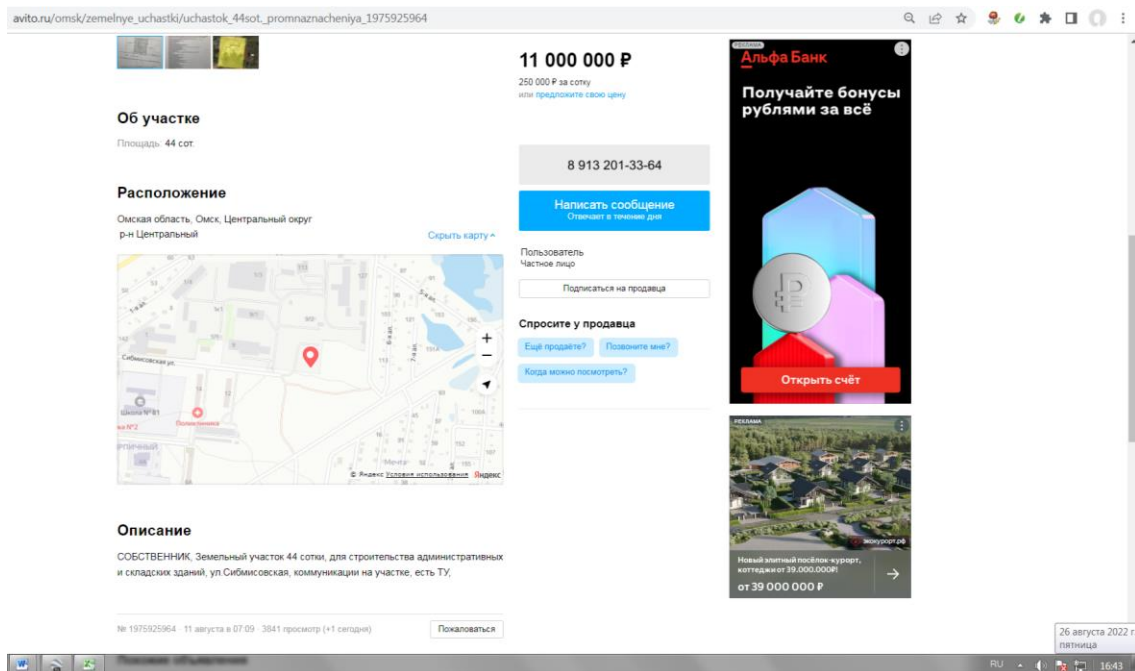 avito.ru/omsk/zemelnye_uchastki/uchastok_44sot._promnaznacheniya_1975925964
11 000 000 ₽
250 000 ₽ за сотку
или предложите свою цену
Об участке
Площадь: 44 сот.
8 913 201-33-64
Написать сообщение
Отвечает в течение дня
Расположение
Омская область, Омск, Центральный округ
р-н Центральный
Скрыть карту
Пользователь
Частное лицо
Подписаться на продавца
Спросите у продавца
Ещё продаёте?
Позвоните мне?
Когда можно посмотреть?
Сибмисовская ул.
Школа №81
Поликлиника
Мечта
© Яндекс Условия использования Яндекс
Описание
СОБСТВЕННИК, Земельный участок 44 сотки, для строительства административных
и складских зданий, ул.Сибмисовская, коммуникации на участке, есть ТУ,
№ 1975925964 · 11 августа в 07:09 · 3841 просмотр (+1 сегодня)
Пожаловаться
Похожие объявления
РЕКЛАМА
Альфа Банк
Получайте бонусы
рублями за всё
Открыть счёт
РЕКЛАМА
экокурорт.рф
Новый элитный посёлок-курорт,
коттеджи от 39.000.000₽!
от 39 000 000 ₽
26 августа 2022 г.
пятница
RU
16:43